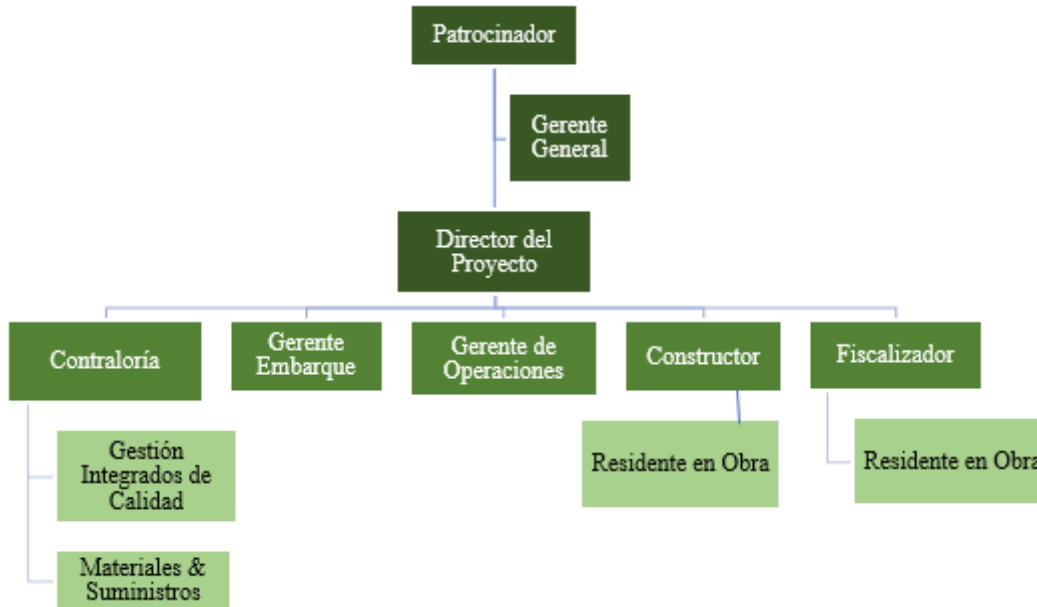 Patrocinador
Gerente
General
Director del
Proyecto
Contraloría
Gerente
Embarque
Gerente de
Operaciones
Constructor
Fiscalizador
Gestión
Integrados de
Calidad
Residente en Obra
Residente en Obra
Materiales &
Suministros